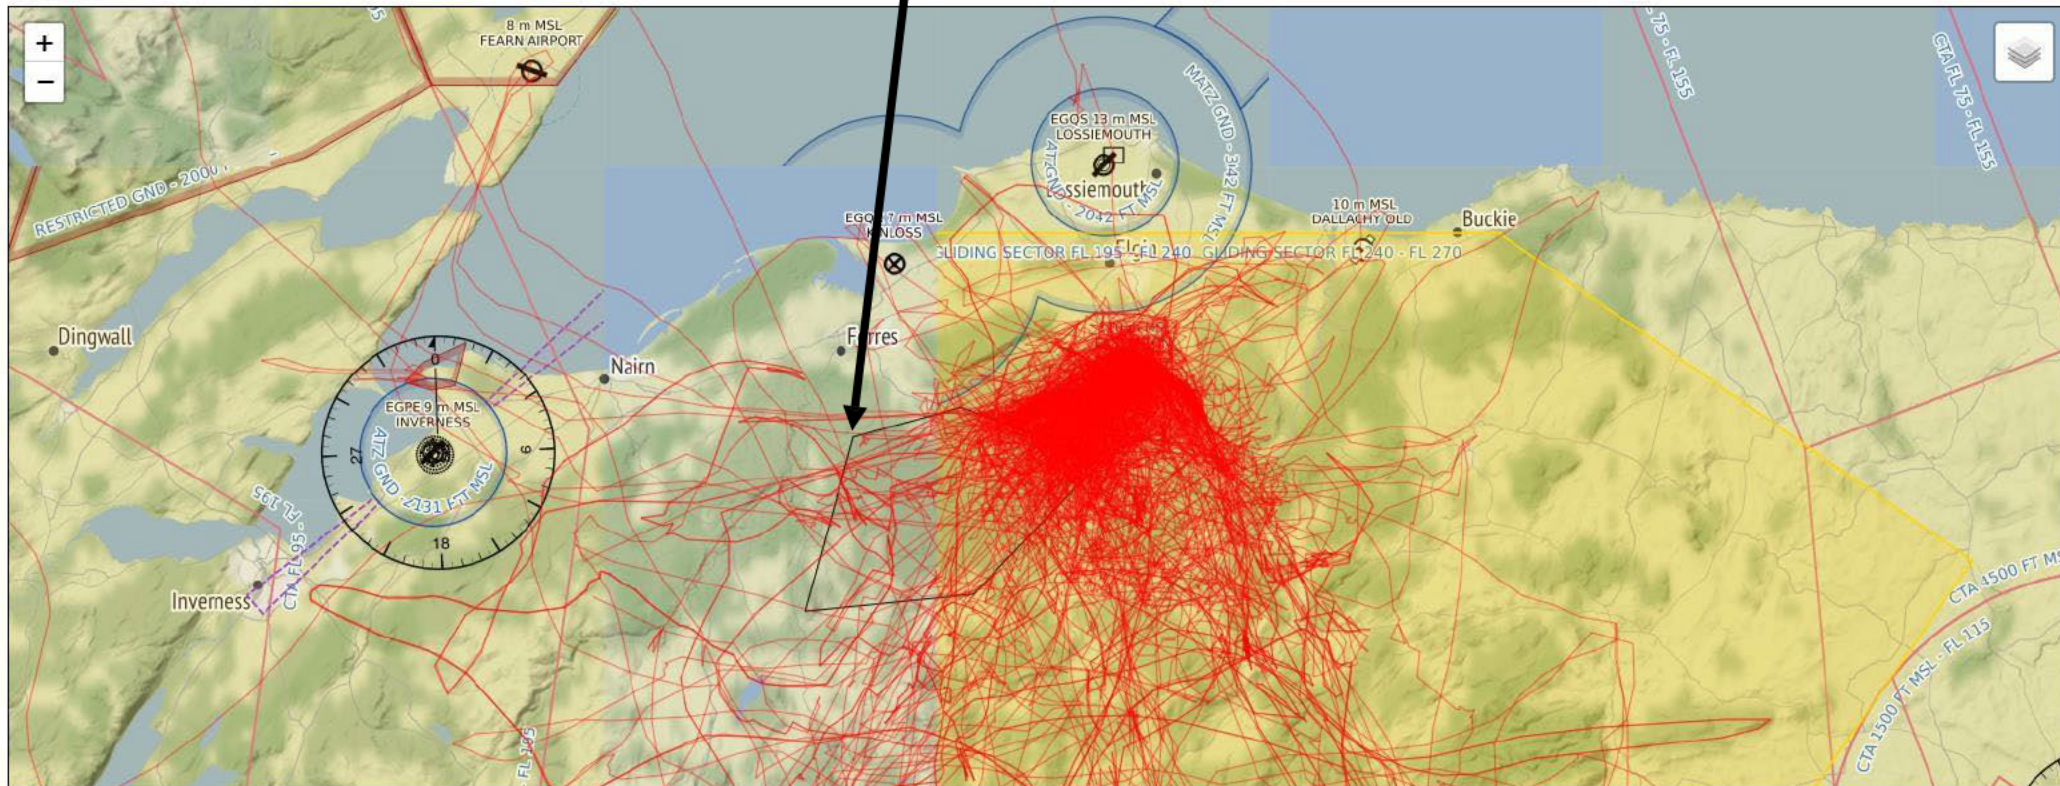 +
−
8 m MSL
FEARN AIRPORT
75 - FL 155
CTA FL 75 - FL 155
MATZ GND - 3142 FT MSL
EGQS 13 m MSL
LOSSIEMOUTH
ATZ GND - 2042 FT MSL
RESTRICTED GND - 2000
m MSL
10 m MSL
DALLACHY OLD
Buckie
Elgin
GLIDING SECTOR FL 195 - FL 240 GLIDING SECTOR FL 240 - FL 270
Dingwall
Nairn
0
EGPE 9 m MSL
INVERNESS
27
9
ATZ GND - 2131 FT MSL
18
CTA FL 95 - FL 195
Inverness
FL 195
CTA 4500 FT
CTA 1500 FT MSL - FL 115